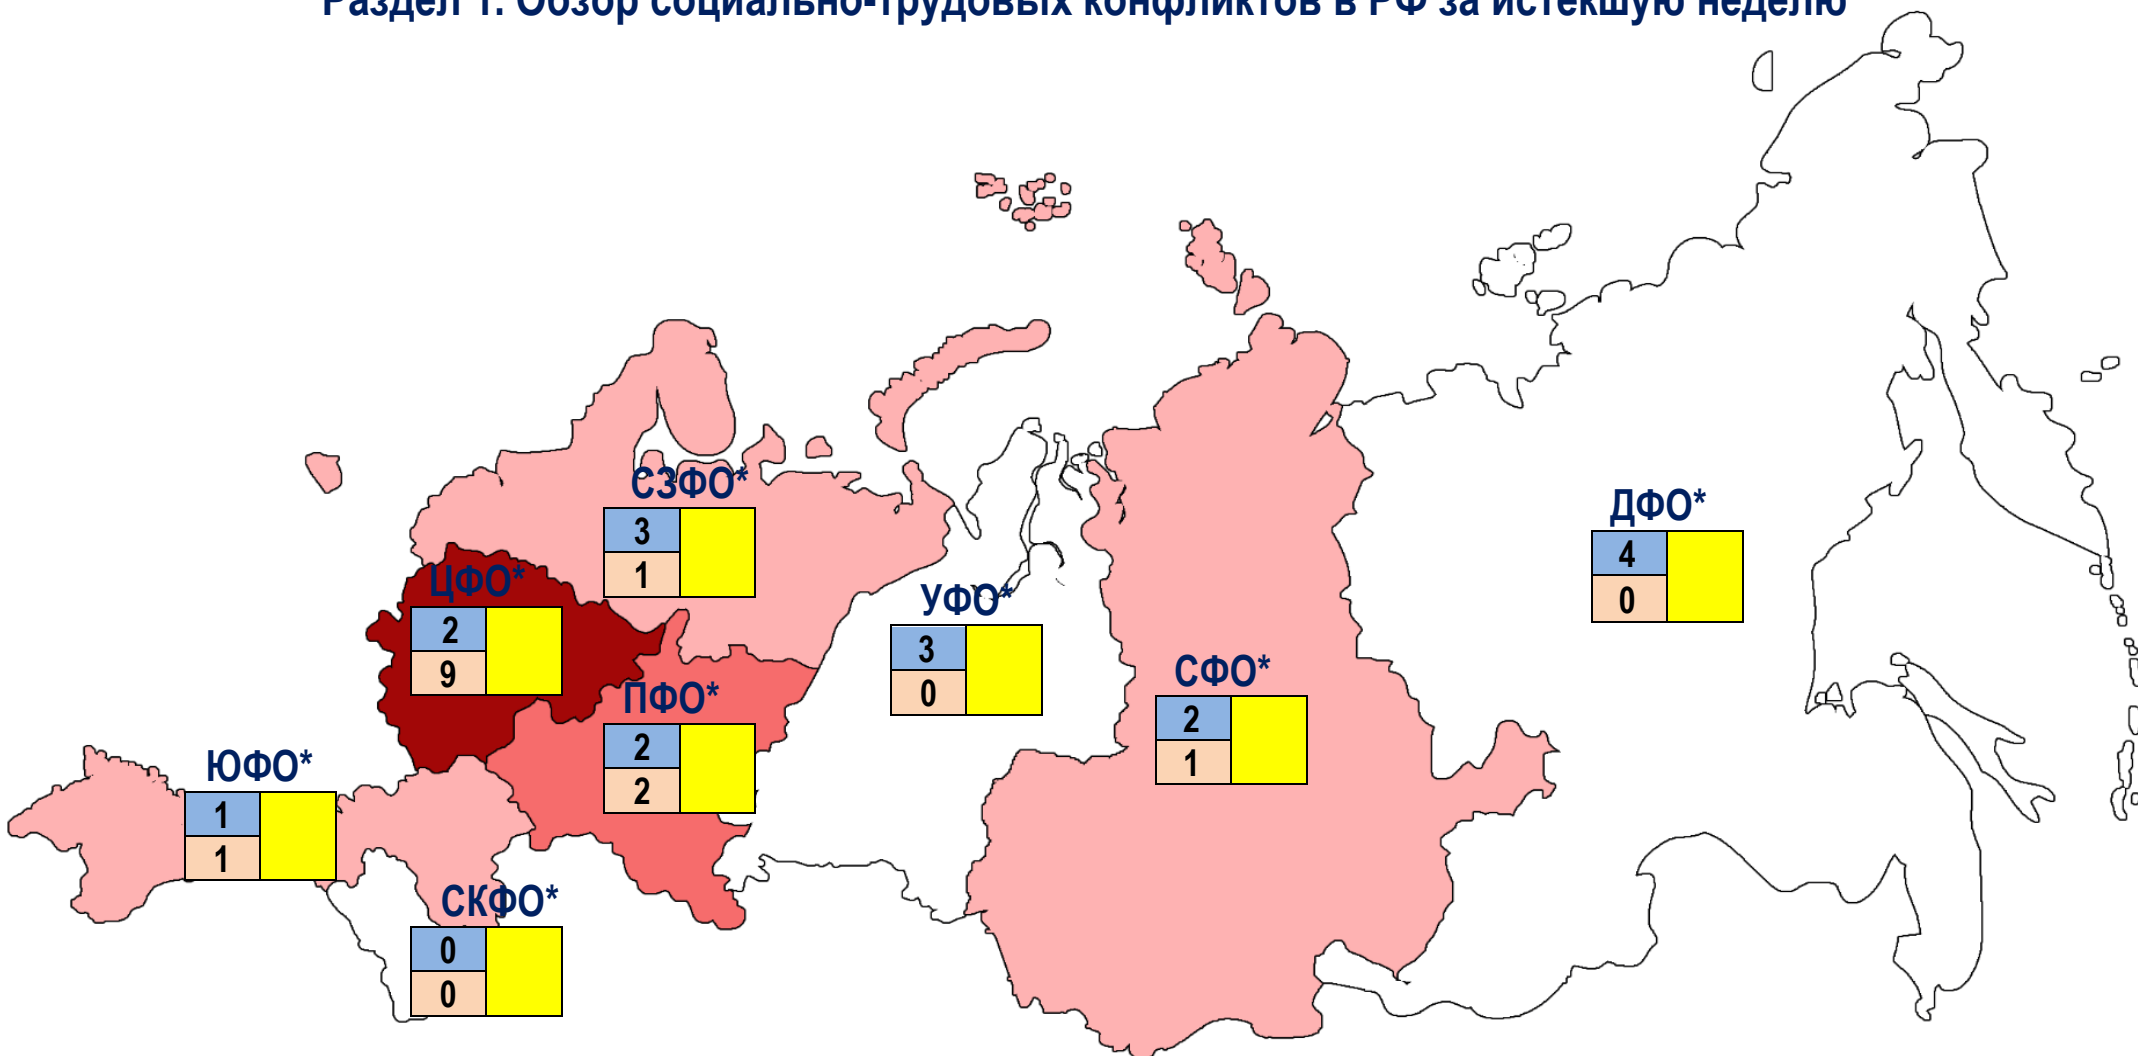 Раздел 1. Обзор социально-трудовых конфликтов в РФ за истекшую неделю
СЗФО*
3
1
ДФО*
4
0
ЦФО*
2
9
УФО*
3
0
СФО*
2
1
ПФО*
2
2
ЮФО*
1
1
СКФО*
0
0